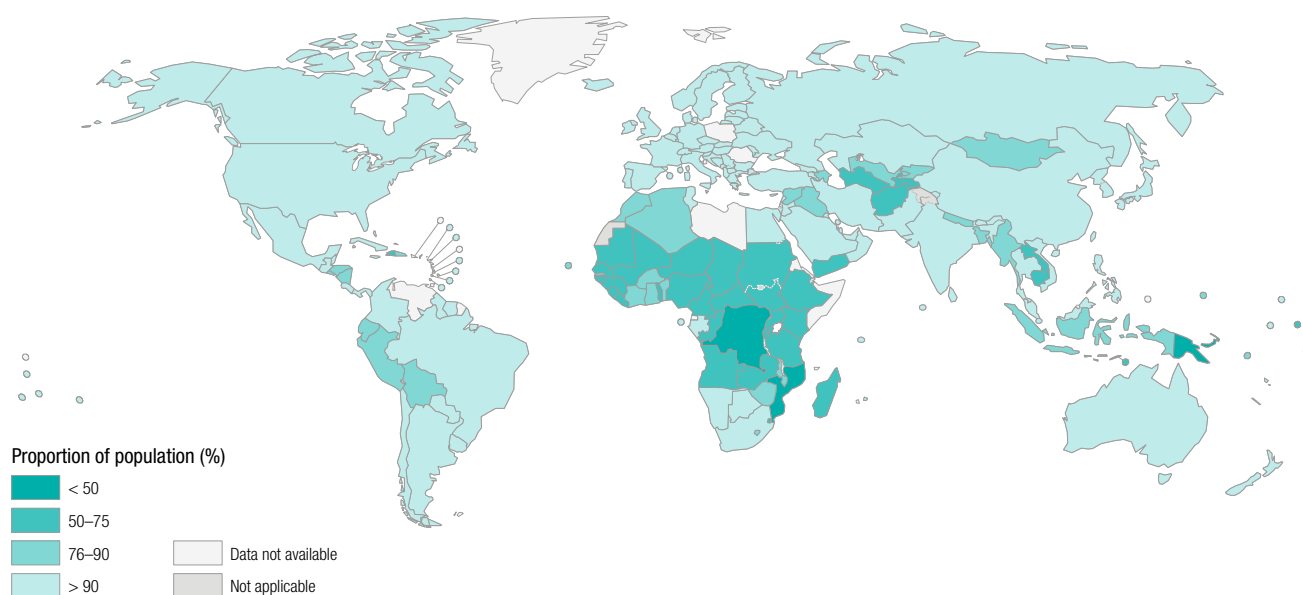 Proportion of population (%)
< 50
50–75
76–90
Data not available
> 90
Not applicable